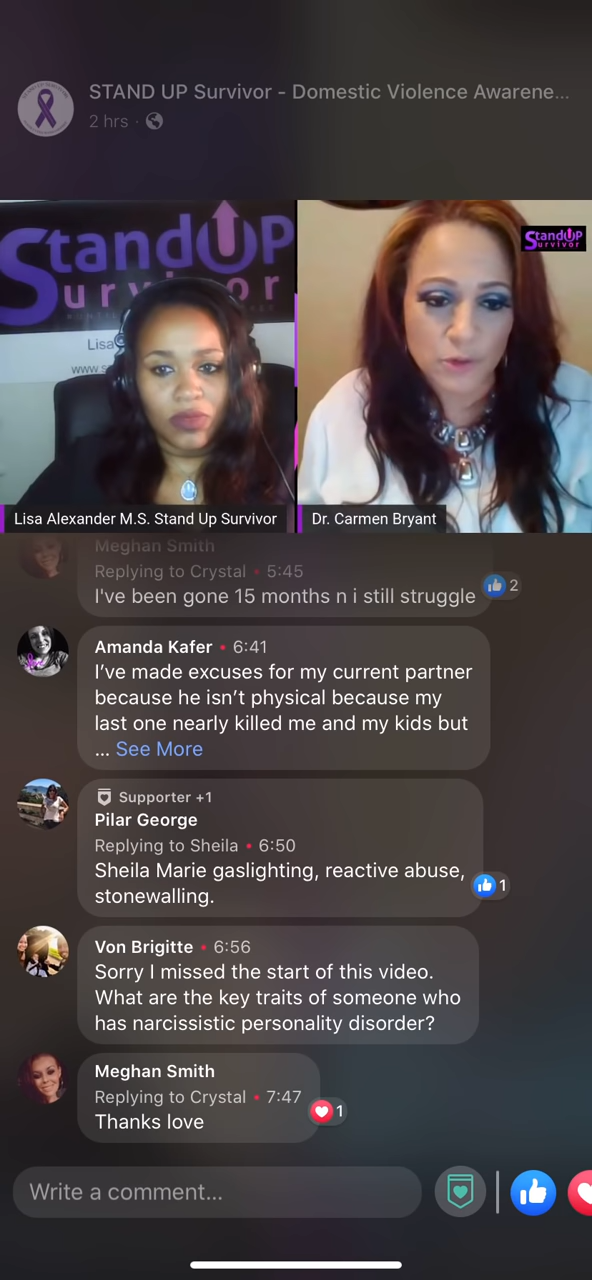 STAND UP Survivor - Domestic Violence Awarene...
2 hrs ·
StandUP
Survivor
Lisa
www.s
StandUP
Survivor
Lisa Alexander M.S. Stand Up Survivor
Dr. Carmen Bryant
Meghan Smith
Replying to Crystal • 5:45
I've been gone 15 months n i still struggle
2
Amanda Kafer • 6:41
I've made excuses for my current partner
because he isn't physical because my
last one nearly killed me and my kids but
... See More
Supporter +1
Pilar George
Replying to Sheila • 6:50
Sheila Marie gaslighting, reactive abuse,
stonewalling.
1
Von Brigitte • 6:56
Sorry I missed the start of this video.
What are the key traits of someone who
has narcissistic personality disorder?
Meghan Smith
Replying to Crystal • 7:47
Thanks love
1
Write a comment...